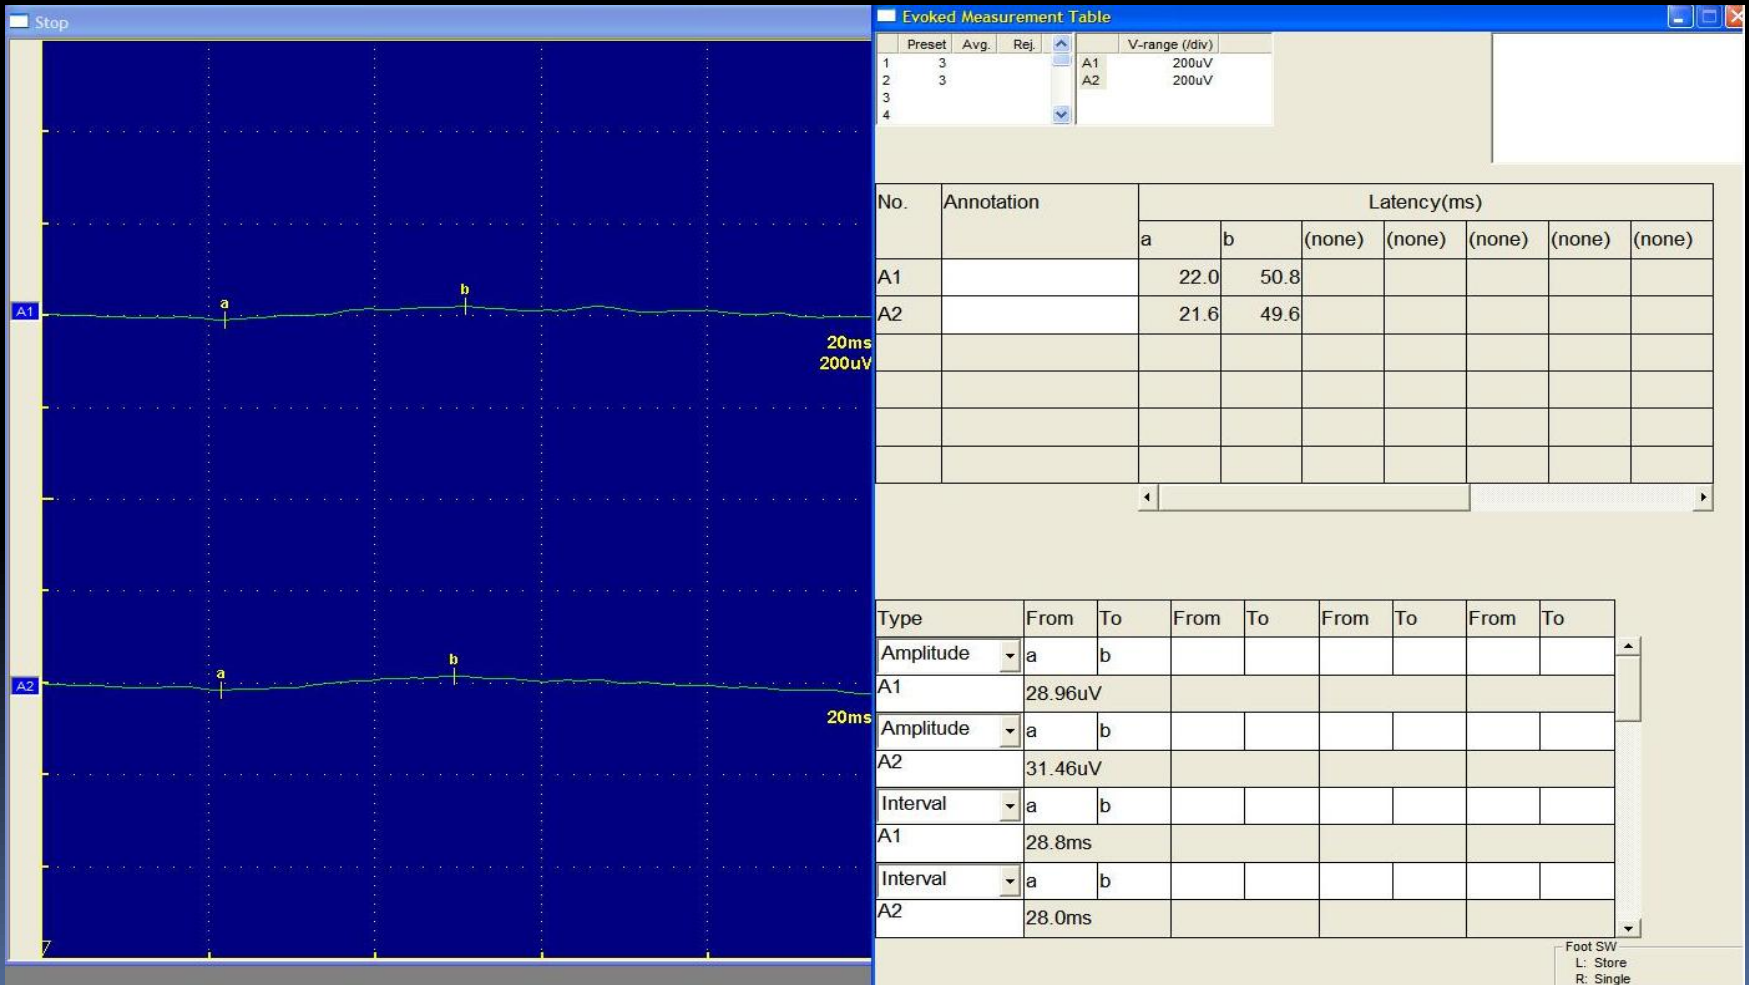 Stop
a
b
A1
20ms
200uV
a
b
A2
20ms
Evoked Measurement Table
Preset Avg. Rej.
1 3
2 3
3
4
V-range (/div)
A1 200uV
A2 200uV
No. Annotation Latency(ms)
a b (none) (none) (none) (none) (none)
A1 22.0 50.8
A2 21.6 49.6
Type From To From To From To From To
Amplitude a b
A1 28.96uV
Amplitude a b
A2 31.46uV
Interval a b
A1 28.8ms
Interval a b
A2 28.0ms
Foot SW
L: Store
R: Single